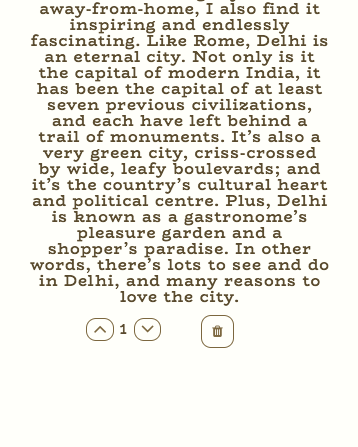 away-from-home, I also find it
inspiring and endlessly
fascinating. Like Rome, Delhi is
an eternal city. Not only is it
the capital of modern India, it
has been the capital of at least
seven previous civilizations,
and each have left behind a
trail of monuments. It’s also a
very green city, criss-crossed
by wide, leafy boulevards; and
it’s the country’s cultural heart
and political centre. Plus, Delhi
is known as a gastronome’s
pleasure garden and a
shopper’s paradise. In other
words, there’s lots to see and do
in Delhi, and many reasons to
love the city.
1